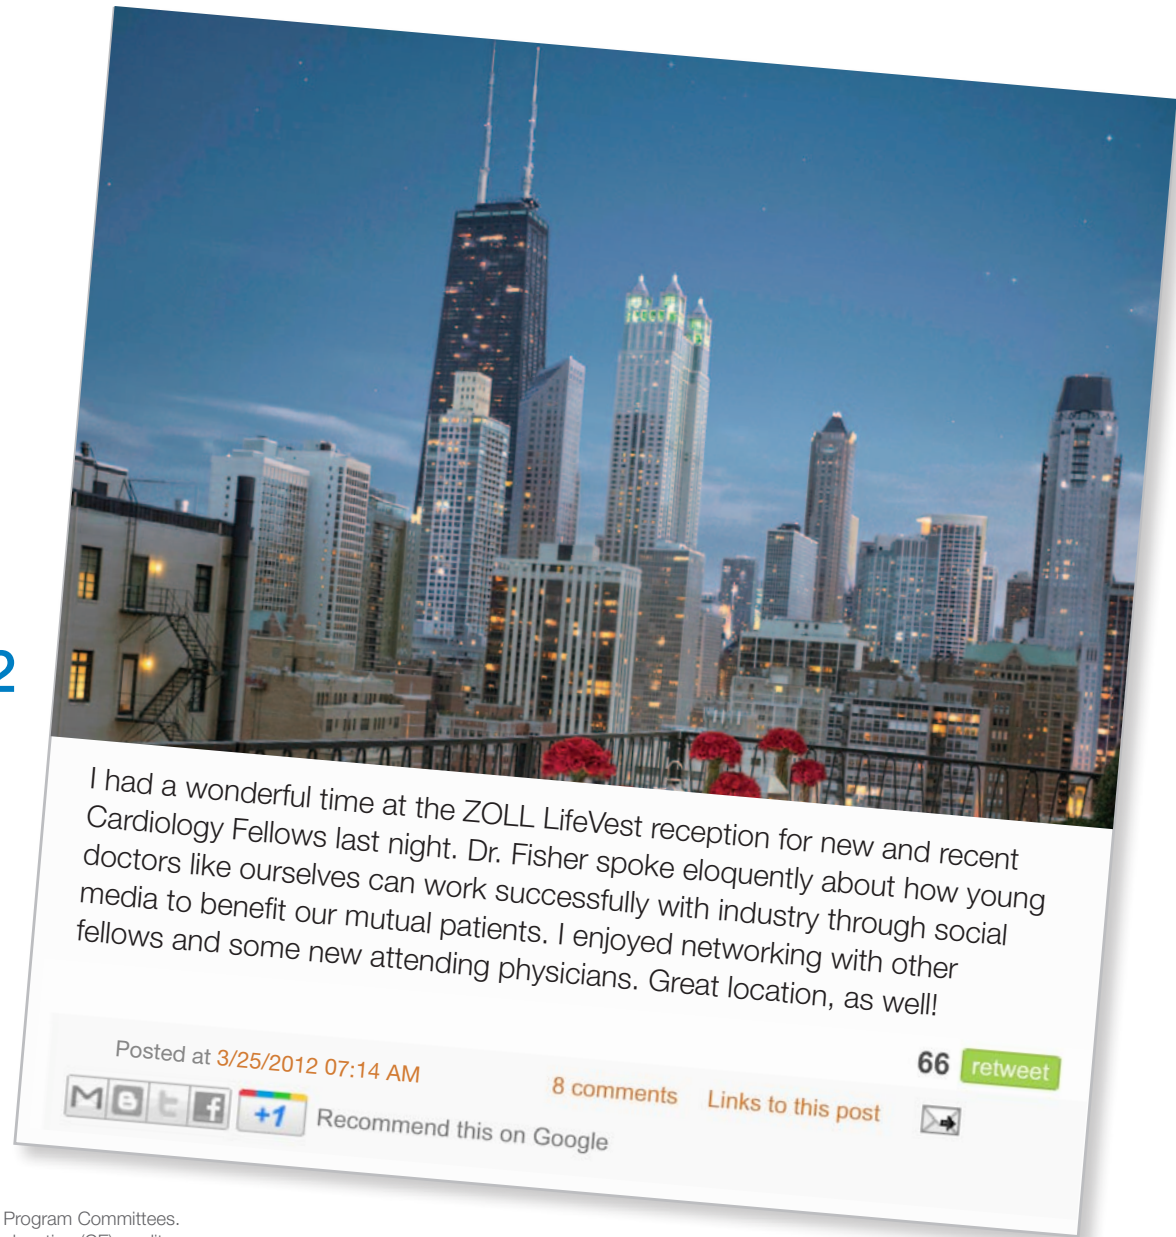 2
I had a wonderful time at the ZOLL LifeVest reception for new and recent
Cardiology Fellows last night. Dr. Fisher spoke eloquently about how young
doctors like ourselves can work successfully with industry through social
media to benefit our mutual patients. I enjoyed networking with other
fellows and some new attending physicians. Great location, as well!
Posted at 3/25/2012 07:14 AM
8 comments
Links to this post
66 retweet
+1
Recommend this on Google
Program Committees.